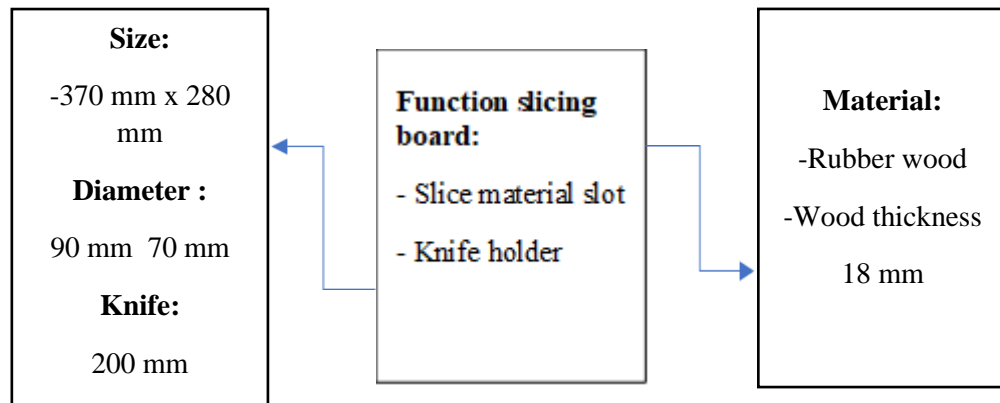 Size:
-370 mm x 280
mm
Diameter :
90 mm  70 mm
Knife:
200 mm
Function slicing
board:
- Slice material slot
- Knife holder
Material:
-Rubber wood
-Wood thickness
18 mm